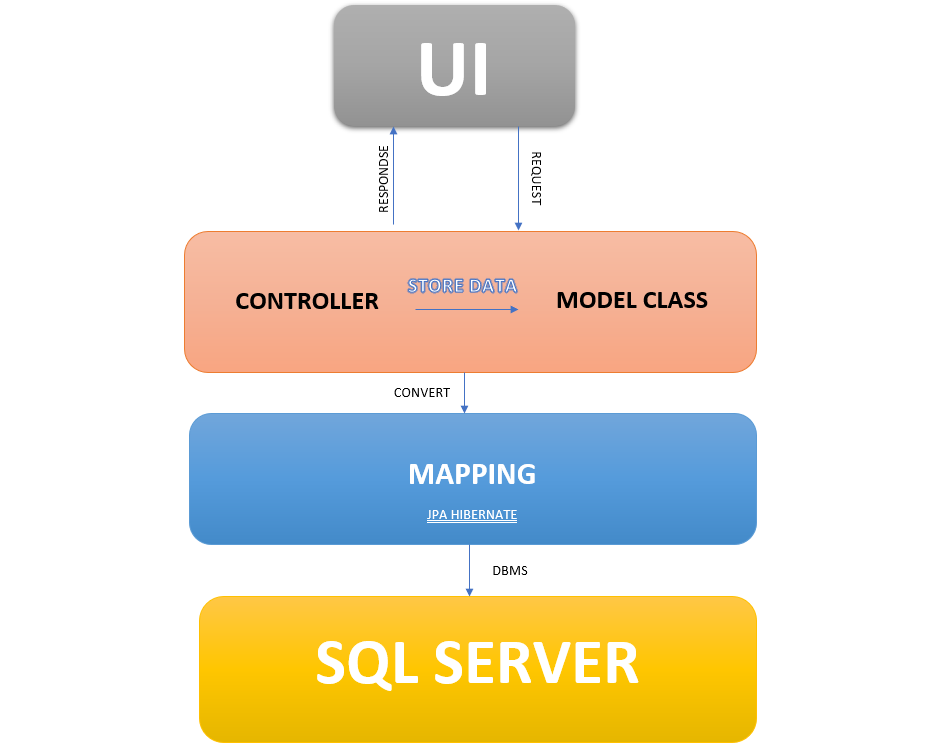 UI
RESPONDSE
REQUEST
STORE DATA
CONTROLLER
MODEL CLASS
CONVERT
MAPPING
JPA HIBERNATE
DBMS
SQL SERVER